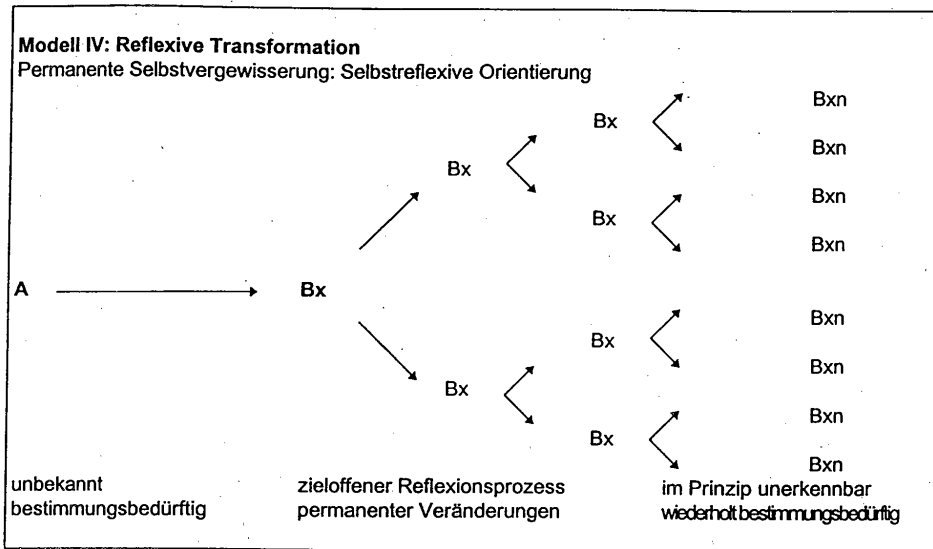 Modell IV: Reflexive Transformation
Permanente Selbstvergewisserung: Selbstreflexive Orientierung
Bxn
Bx
Bxn
Bx
Bxn
Bx
Bxn
A
Bx
Bxn
Bx
Bxn
Bx
Bxn
Bx
Bxn
unbekannt
bestimmungsbedürftig
zieloffener Reflexionsprozess
permanenter Veränderungen
im Prinzip unerkennbar
wiederholt bestimmungsbedürftig